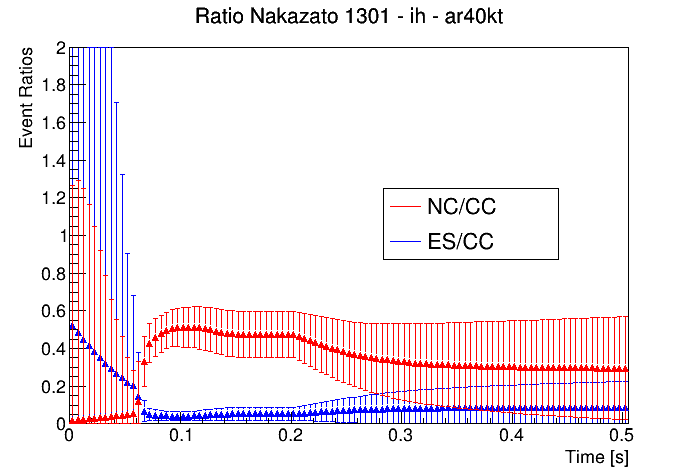 Ratio Nakazato 1301 - ih - ar40kt
Event Ratios
2
1.8
1.6
1.4
1.2
1
0.8
0.6
0.4
0.2
0
NC/CC
ES/CC
0 0.1 0.2 0.3 0.4 0.5
Time [s]